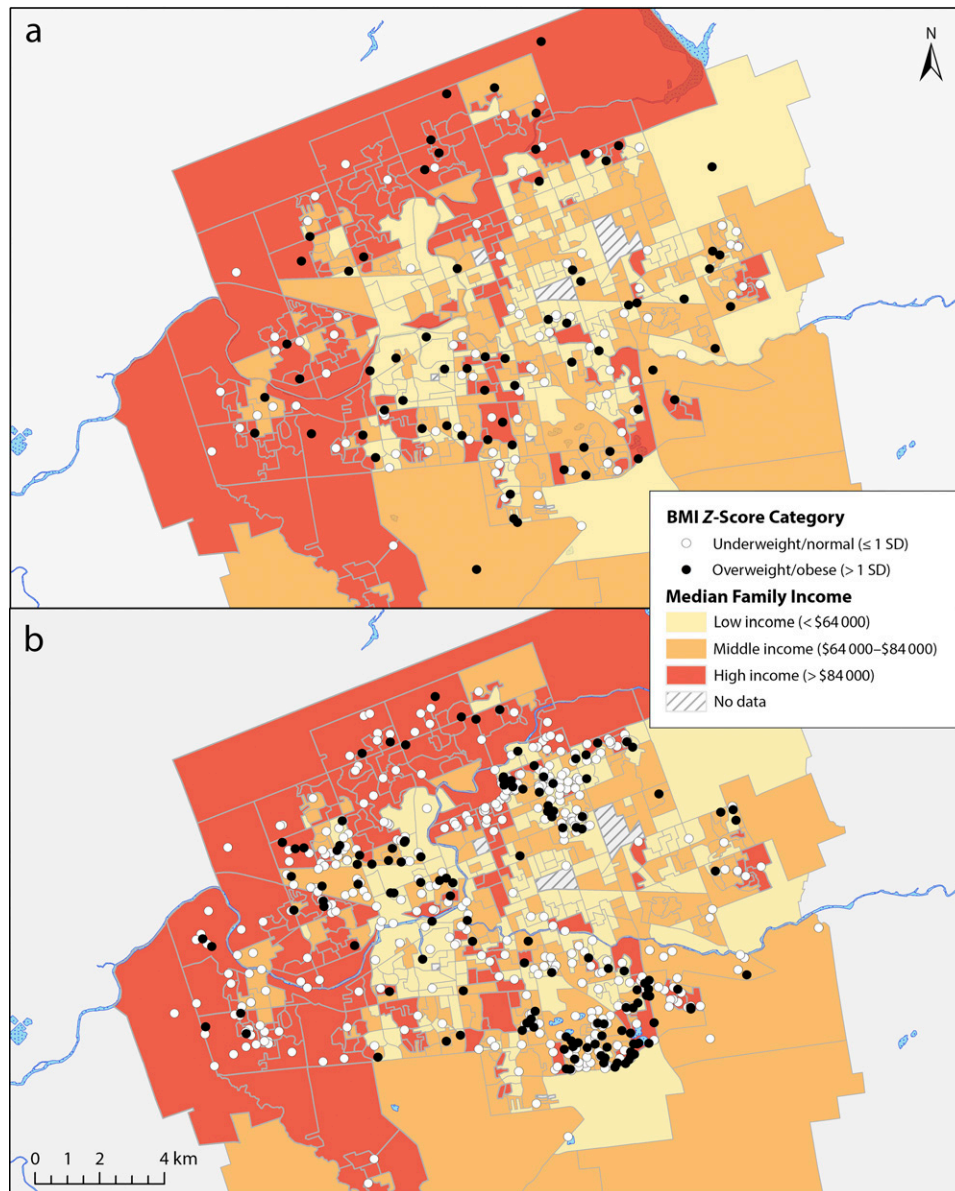 a
N
BMI Z-Score Category
Underweight/normal (≤ 1 SD)
Overweight/obese (> 1 SD)
Median Family Income
Low income (< $64 000)
Middle income ($64 000–$84 000)
High income (> $84 000)
No data
b
0 1 2 4 km